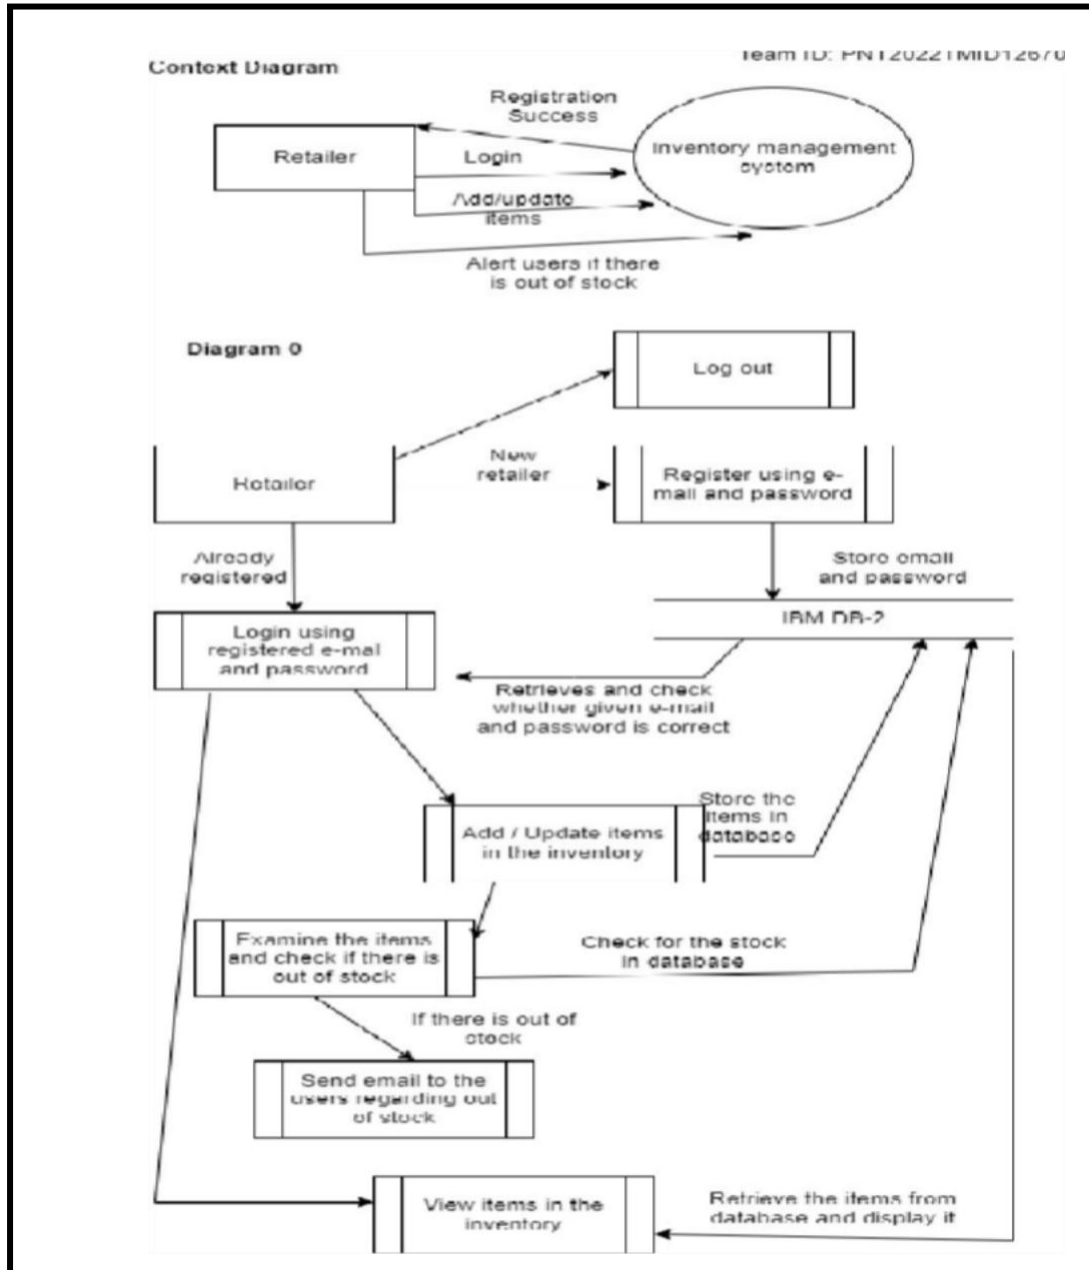 Team ID: PNT2022TMID12670
Context Diagram
Registration
Success
Retailer
Login
Inventory management
system
Add/update
items
Alert users if there
is out of stock
Diagram 0
Log out
New
retailer
Retailer
Register using e-
mail and password
Already
registered
Store email
and password
IBM DB-2
Login using
registered e-mal
and password
Retrieves and check
whether given e-mail
and password is correct
Store the
items in
database
Add / Update items
in the inventory
Examine the items
and check if there is
out of stock
Check for the stock
in database
If there is out of
stock
Send email to the
users regarding out
of stock
View items in the
inventory
Retrieve the items from
database and display it